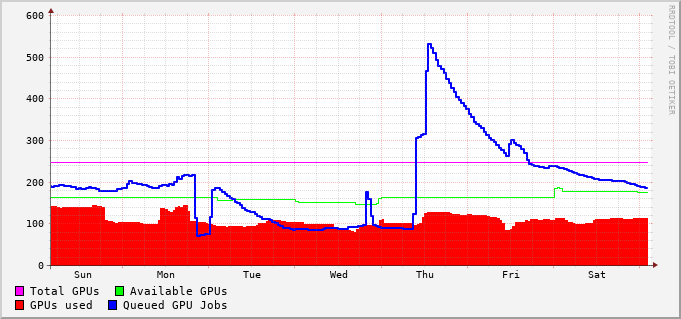 600
500
400
300
200
100
0
Sun Mon Tue Wed Thu Fri Sat
Total GPUs Available GPUs
GPUs used Queued GPU Jobs
RRDTOOL / TOBI OETIKER